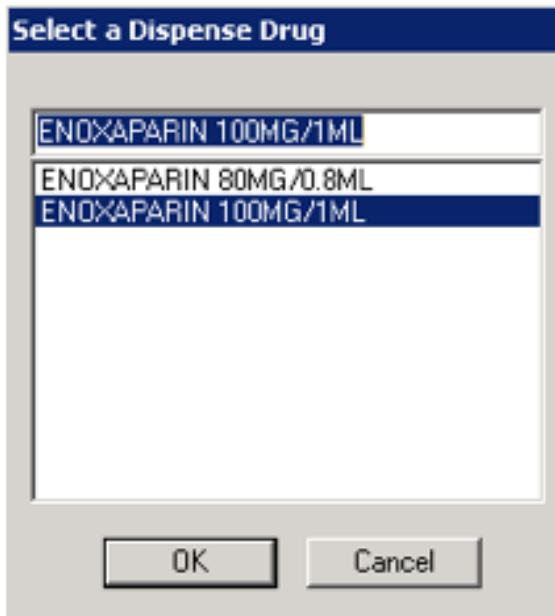 Select a Dispense Drug
ENOXAPARIN 100MG/1ML
ENOXAPARIN 80MG/0.8ML
ENOXAPARIN 100MG/1ML
OK Cancel